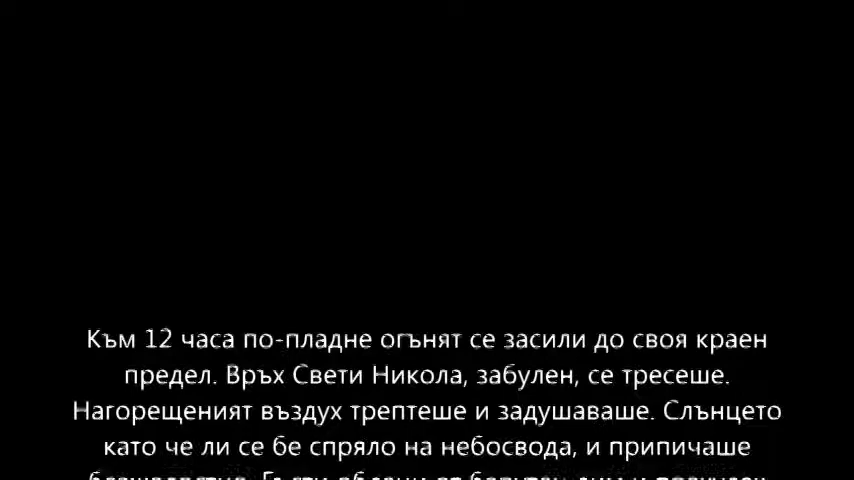 Към 12 часа по-пладне огънят се засили до своя краен
предел. Връх Свети Никола, забулен, се тресеше.
Нагорещеният въздух трептеше и задушаваше. Слънцето
като че ли се бе спряло на небосвода, и припичаше